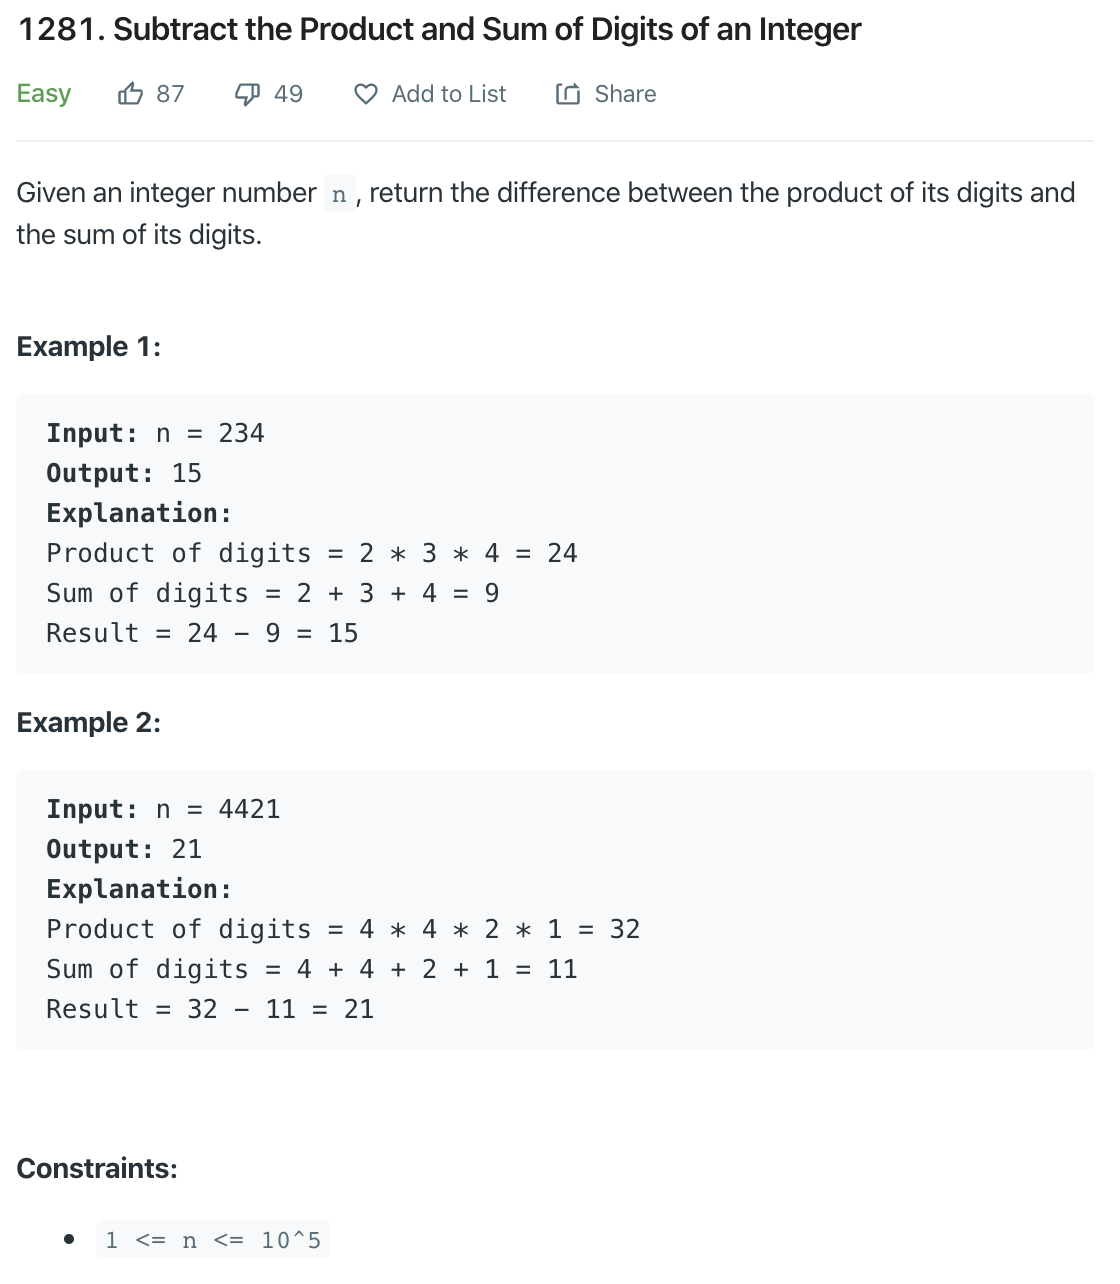 1281. Subtract the Product and Sum of Digits of an Integer
Easy 87 49 Add to List Share
Given an integer number n , return the difference between the product of its digits and
the sum of its digits.
Example 1:
Input: n = 234
Output: 15
Explanation:
Product of digits = 2 * 3 * 4 = 24
Sum of digits = 2 + 3 + 4 = 9
Result = 24 - 9 = 15
Example 2:
Input: n = 4421
Output: 21
Explanation:
Product of digits = 4 * 4 * 2 * 1 = 32
Sum of digits = 4 + 4 + 2 + 1 = 11
Result = 32 - 11 = 21
Constraints:
• 1 <= n <= 10^5